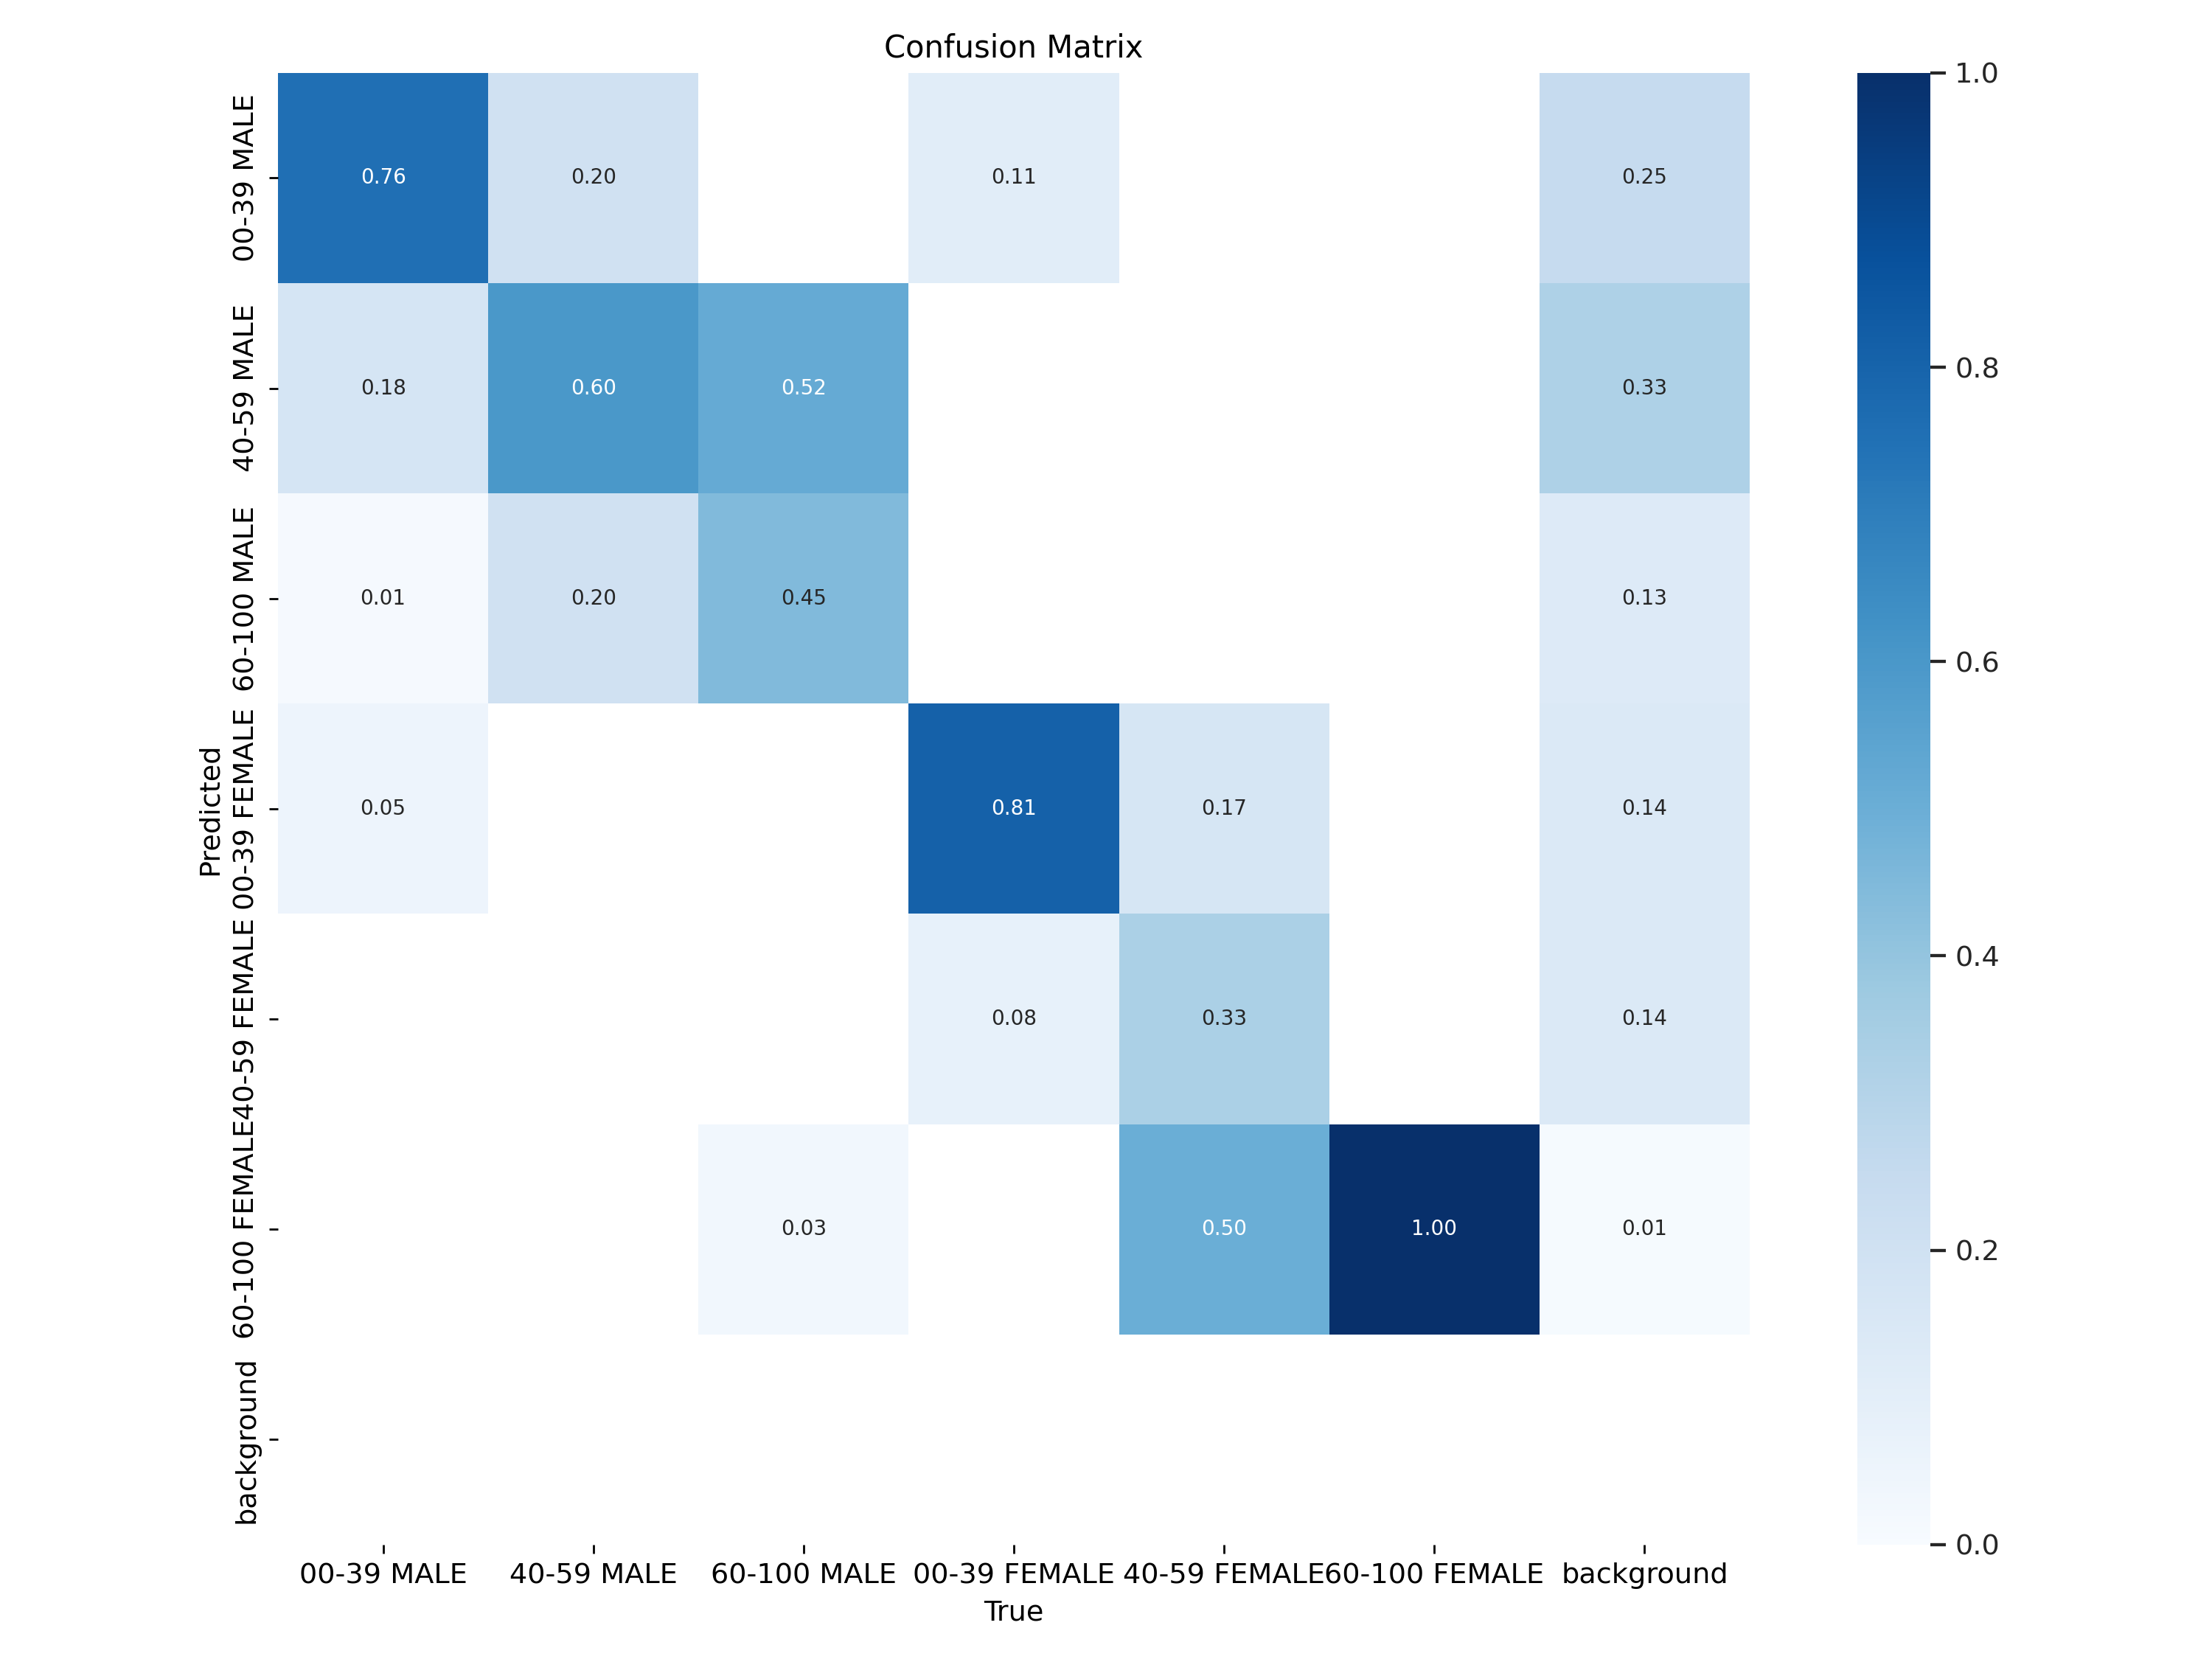 Confusion Matrix
00-39 MALE
0.76
0.20
0.11
0.25
40-59 MALE
0.18
0.60
0.52
0.33
60-100 MALE
0.01
0.20
0.45
0.13
Predicted
00-39 FEMALE
0.05
0.81
0.17
0.14
40-59 FEMALE
0.08
0.33
0.14
60-100 FEMALE
0.03
0.50
1.00
0.01
background
00-39 MALE 40-59 MALE 60-100 MALE 00-39 FEMALE 40-59 FEMALE 60-100 FEMALE background
True
1.0
0.8
0.6
0.4
0.2
0.0